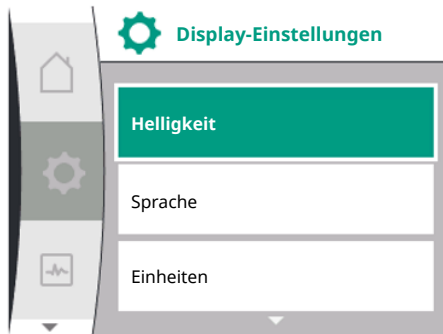 Display-Einstellungen
Helligkeit
Sprache
Einheiten